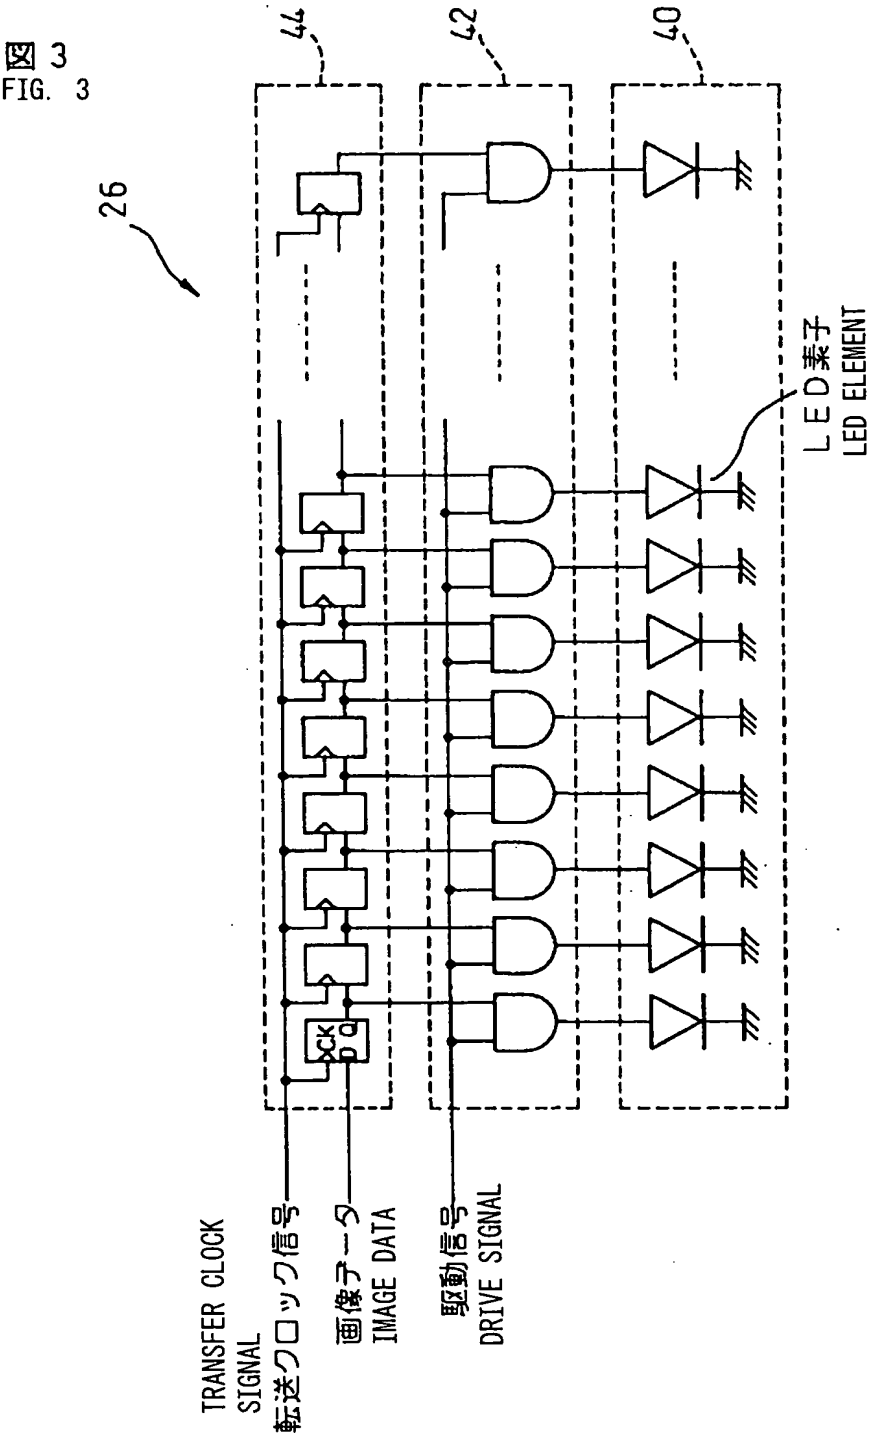 図 3
FIG. 3
26
44
42
40
CK
D Q
TRANSFER CLOCK
SIGNAL
転送クロック信号
画像データ
IMAGE DATA
駆動信号
DRIVE SIGNAL
LED素子
LED ELEMENT